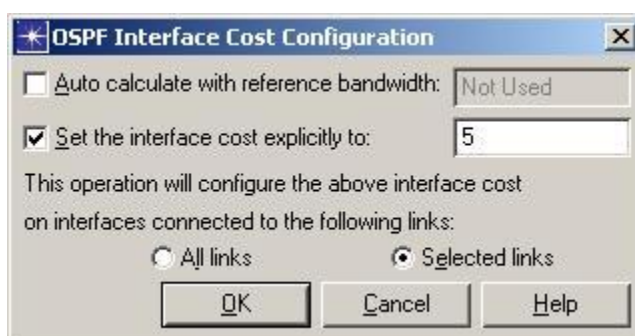 OSPF Interface Cost Configuration
Auto calculate with reference bandwidth: Not Used
Set the interface cost explicitly to: 5
This operation will configure the above interface cost
on interfaces connected to the following links:
All links Selected links
OK Cancel Help